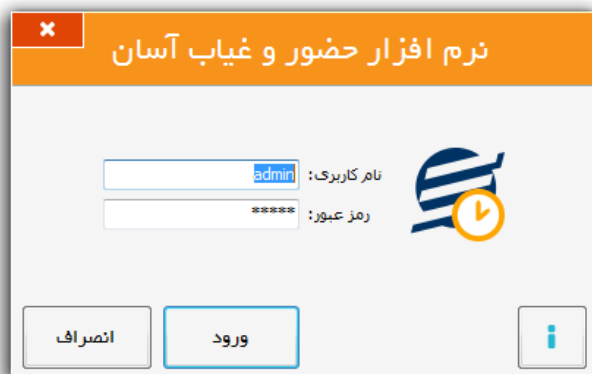 نرم افزار حضور و غیاب آسان
نام کاربری: admin
رمز عبور: *****
ورود
انصراف